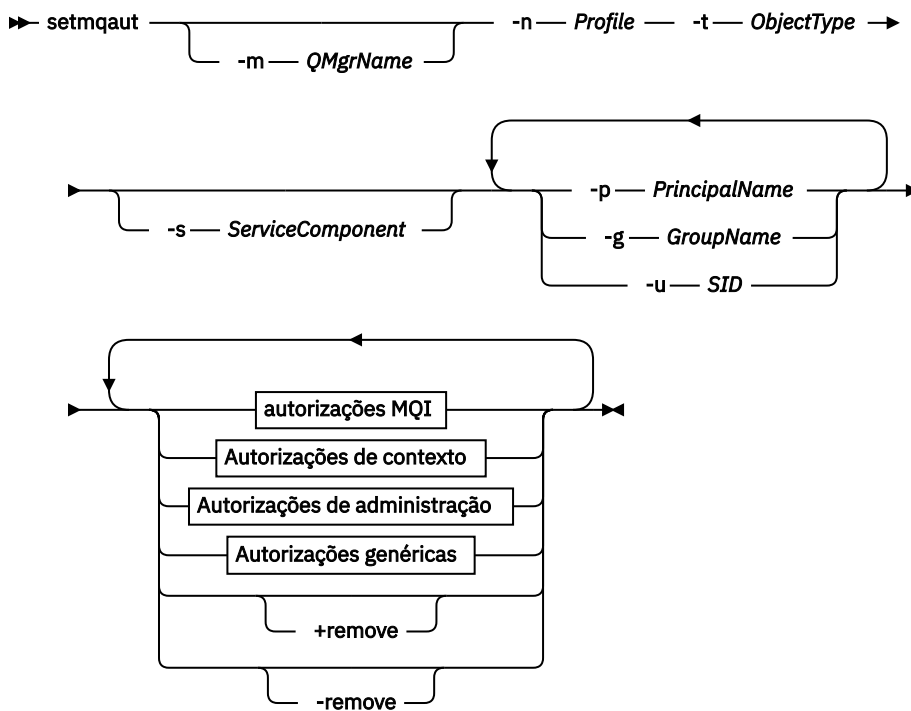 setmqaut -m QMgrName -n Profile -t ObjectType
-s ServiceComponent -p PrincipalName
-g GroupName
-u SID
autorizações MQI
Autorizações de contexto
Autorizações de administração
Autorizações genéricas
+remove
-remove